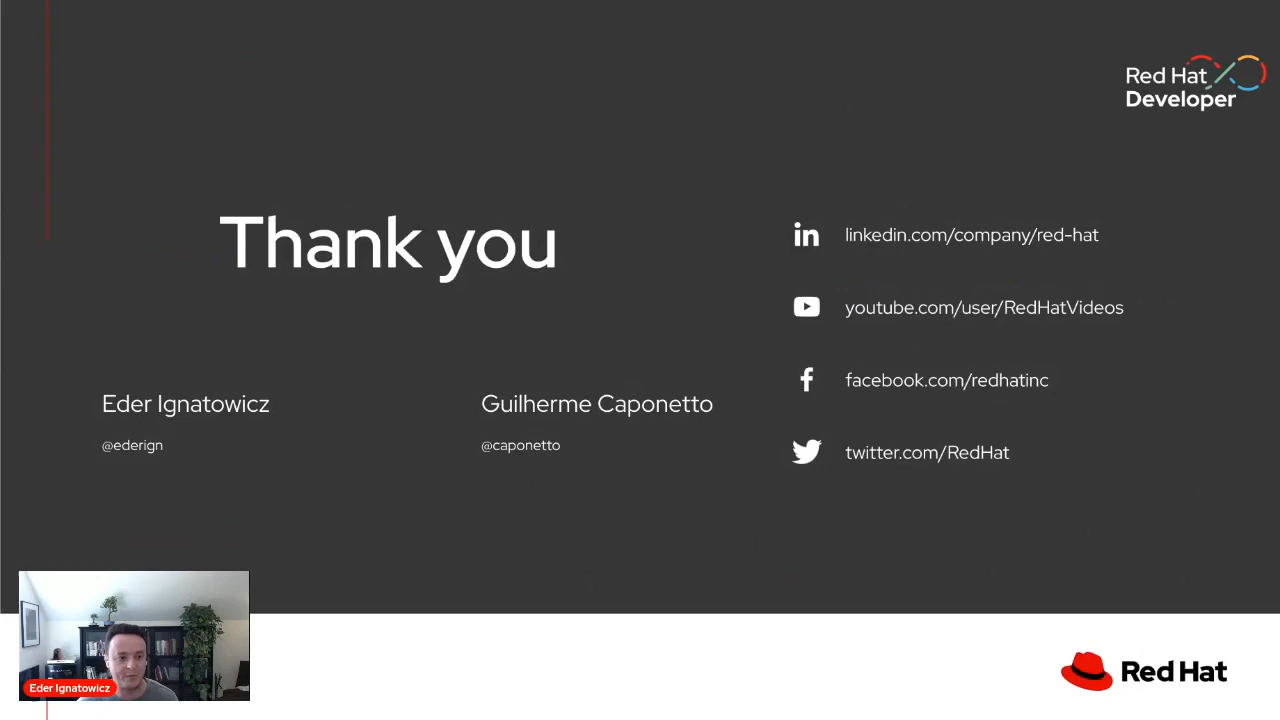 Red Hat
Developer
Thank you
Eder Ignatowicz
@ederign
Guilherme Caponetto
@caponetto
linkedin.com/company/red-hat
youtube.com/user/RedHatVideos
facebook.com/redhatinc
twitter.com/RedHat
Eder Ignatowicz
Red Hat